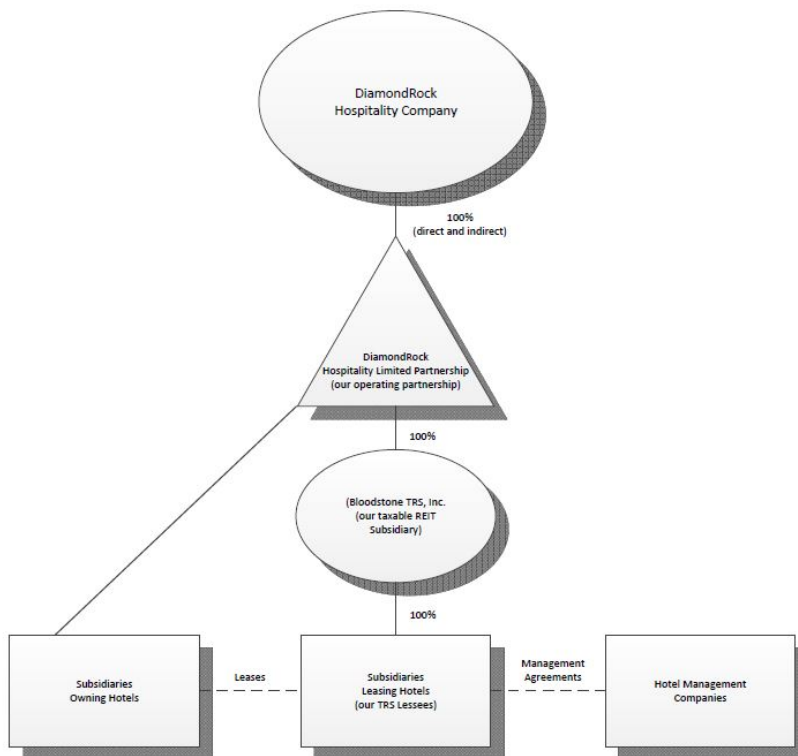 DiamondRock
Hospitality Company
100%
(direct and indirect)
DiamondRock
Hospitality Limited Partnership
(our operating partnership)
100%
(Bloodstone TRS, Inc.
(our taxable REIT
Subsidiary)
100%
Subsidiaries
Owning Hotels
Leases
Subsidiaries
Leasing Hotels
(our TRS Lessees)
Management
Agreements
Hotel Management
Companies